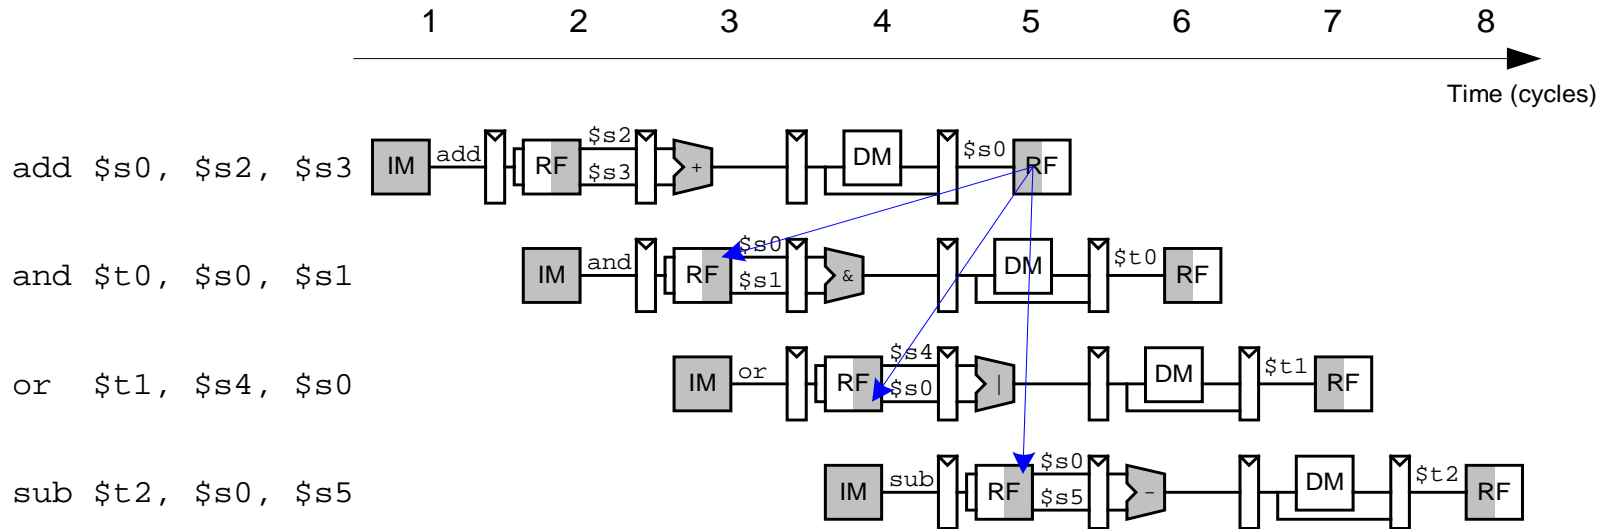 1 2 3 4 5 6 7 8
Time (cycles)
add $s0, $s2, $s3 IM add RF $s2 $s3 + DM $s0 RF
and $t0, $s0, $s1 IM and RF $s0 $s1 & DM $t0 RF
or $t1, $s4, $s0 IM or RF $s4 $s0 | DM $t1 RF
sub $t2, $s0, $s5 IM sub RF $s0 $s5 - DM $t2 RF